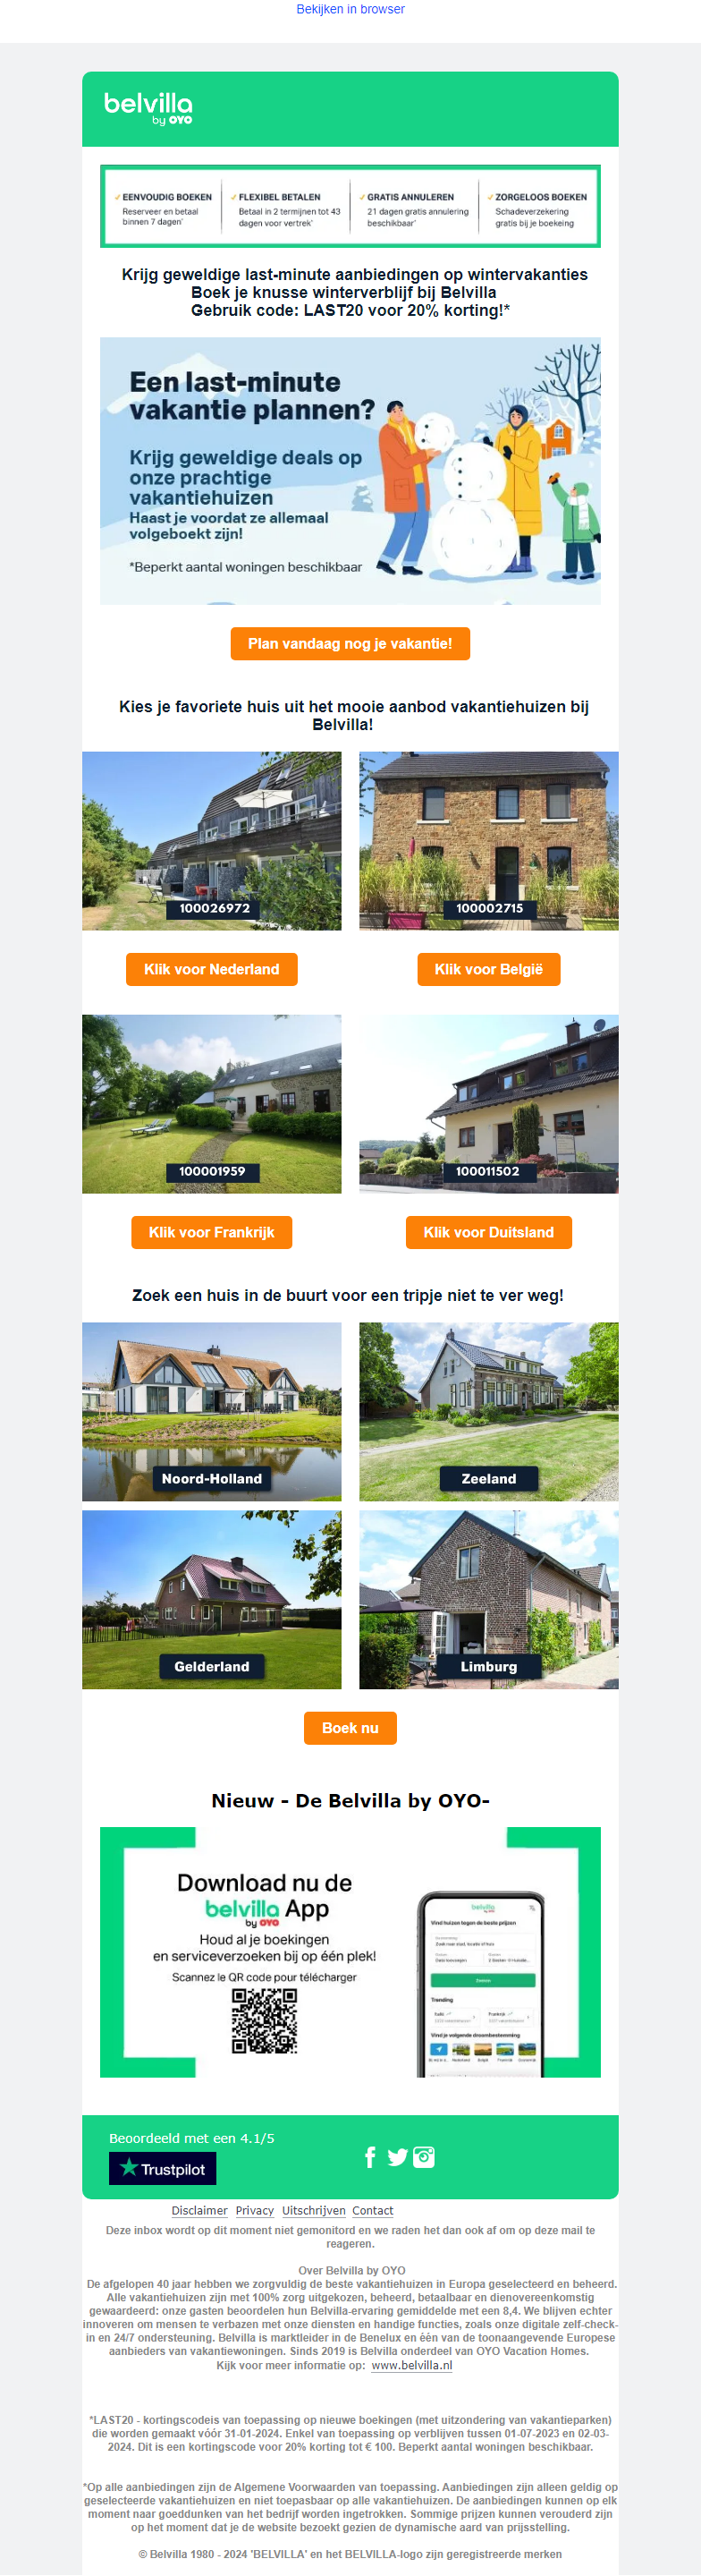 Bekijken in browser
belvilla
by OYO
✓ EENVOUDIG BOEKEN
Reserveer en betaal
binnen 7 dagen*
✓ FLEXIBEL BETALEN
Betaal in 2 termijnen tot 43
dagen voor vertrek*
✓ GRATIS ANNULEREN
21 dagen gratis annulering
beschikbaar*
✓ ZORGELOOS BOEKEN
Schadeverzekering
gratis bij je boekeing
Krijg geweldige last-minute aanbiedingen op wintervakanties
Boek je knusse winterverblijf bij Belvilla
Gebruik code: LAST20 voor 20% korting!*
Een last-minute
vakantie plannen?
Krijg geweldige deals op
onze prachtige
vakantiehuizen
Haast je voordat ze allemaal
volgeboekt zijn!
*Beperkt aantal woningen beschikbaar
Plan vandaag nog je vakantie!
Kies je favoriete huis uit het mooie aanbod vakantiehuizen bij
Belvilla!
100026972
100002715
Klik voor Nederland
Klik voor België
100001959
100011502
Klik voor Frankrijk
Klik voor Duitsland
Zoek een huis in de buurt voor een tripje niet te ver weg!
Noord-Holland
Zeeland
Gelderland
Limburg
Boek nu
Nieuw - De Belvilla by OYO-
Download nu de
belvilla App
by OYO
Houd al je boekingen
en serviceverzoeken bij op één plek!
Scannez le QR code pour télécharger
belvilla
by OYO
Vind huizen tegen de beste prijzen
Trending
Vind je volgende droombestemming
Beoordeeld met een 4.1/5
Trustpilot
Disclaimer Privacy Uitschrijven Contact
Deze inbox wordt op dit moment niet gemonitord en we raden het dan ook af om op deze mail te
reageren.
Over Belvilla by OYO
De afgelopen 40 jaar hebben we zorgvuldig de beste vakantiehuizen in Europa geselecteerd en beheerd.
Alle vakantiehuizen zijn met 100% zorg uitgekozen, beheerd, betaalbaar en dienovereenkomstig
gewaardeerd: onze gasten beoordelen hun Belvilla-ervaring gemiddelde met een 8,4. We blijven echter
innoveren om mensen te verbazen met onze diensten en handige functies, zoals onze digitale zelf-check-
in en 24/7 ondersteuning. Belvilla is marktleider in de Benelux en één van de toonaangevende Europese
aanbieders van vakantiewoningen. Sinds 2019 is Belvilla onderdeel van OYO Vacation Homes.
Kijk voor meer informatie op: www.belvilla.nl
*LAST20 - kortingscodeis van toepassing op nieuwe boekingen (met uitzondering van vakantieparken)
die worden gemaakt vóór 31-01-2024. Enkel van toepassing op verblijven tussen 01-07-2023 en 02-03-
2024. Dit is een kortingscode voor 20% korting tot € 100. Beperkt aantal woningen beschikbaar.
*Op alle aanbiedingen zijn de Algemene Voorwaarden van toepassing. Aanbiedingen zijn alleen geldig op
geselecteerde vakantiehuizen en niet toepasbaar op alle vakantiehuizen. De aanbiedingen kunnen op elk
moment naar goeddunken van het bedrijf worden ingetrokken. Sommige prijzen kunnen verouderd zijn
op het moment dat je de website bezoekt gezien de dynamische aard van prijsstelling.
© Belvilla 1980 - 2024 'BELVILLA' en het BELVILLA-logo zijn geregistreerde merken